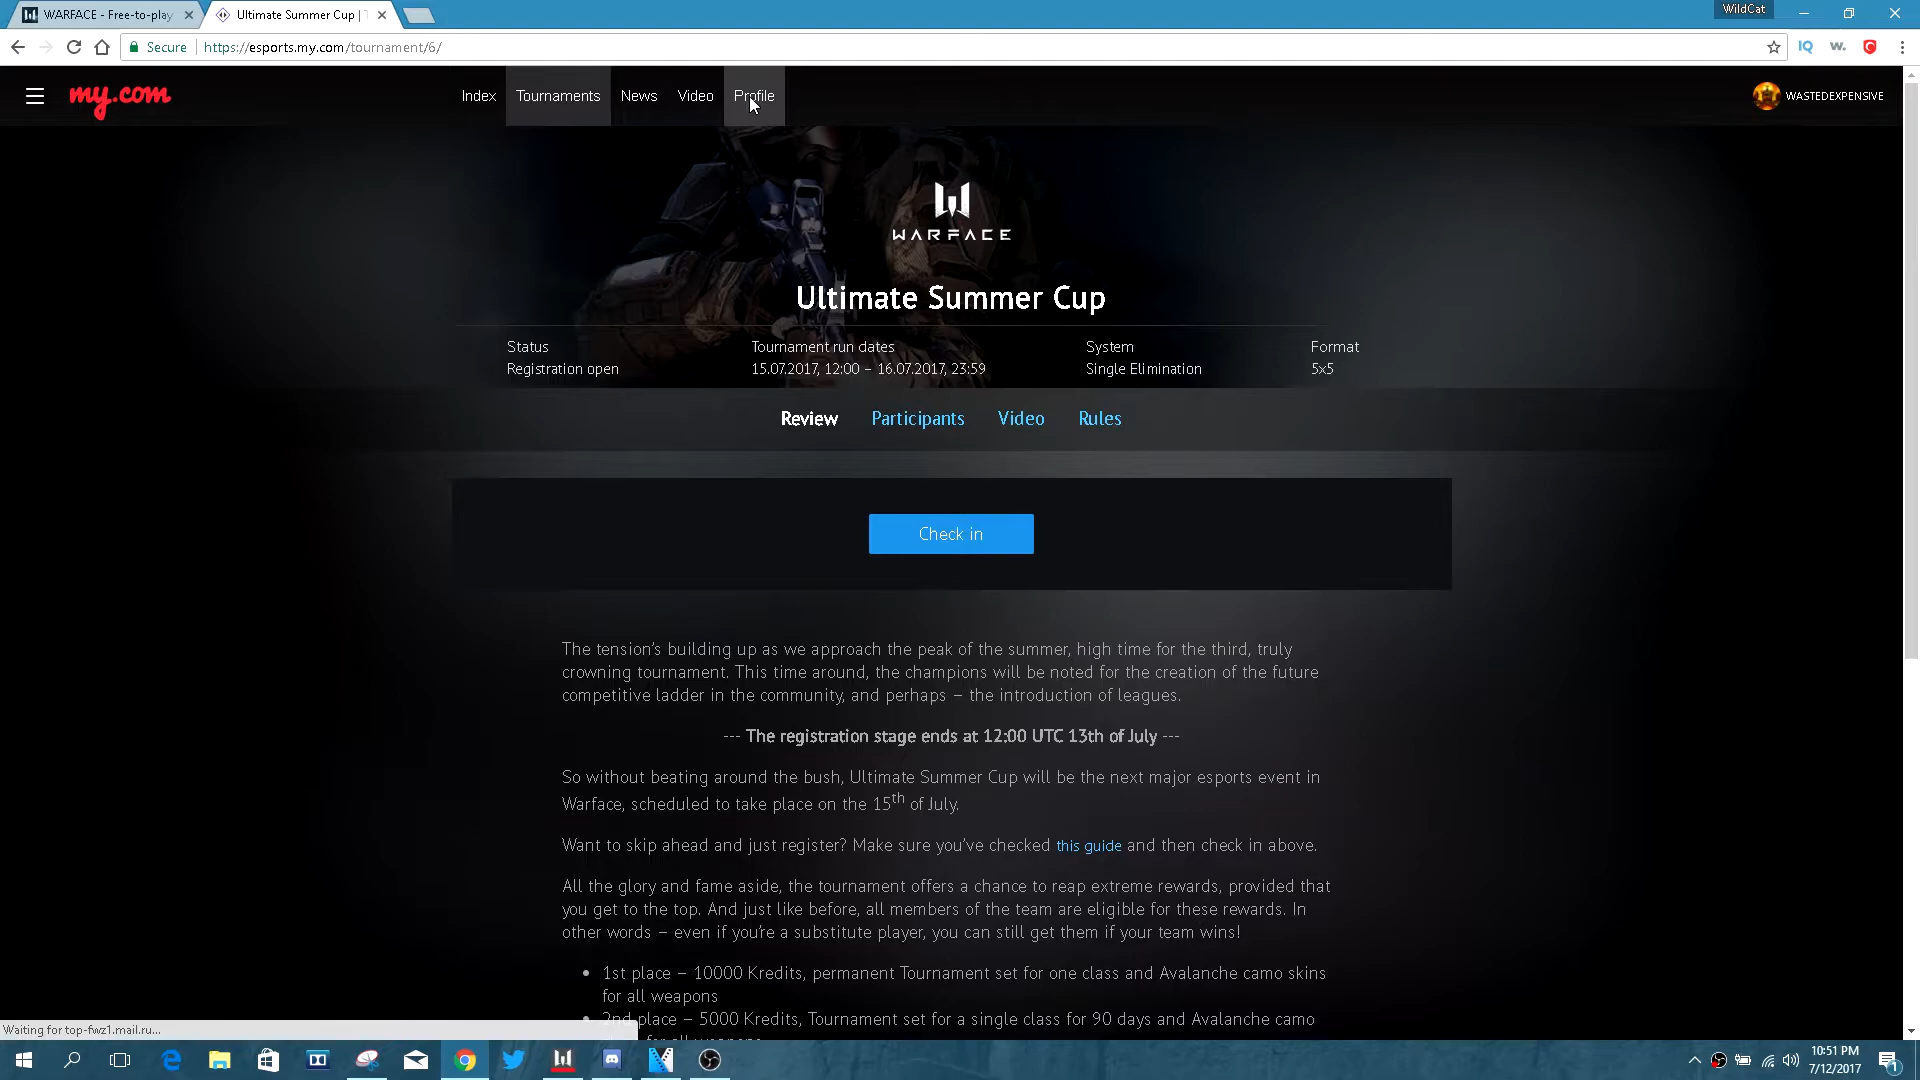 WARFACE - Free-to-play
Ultimate Summer Cup | T
WildCat
Secure
https://esports.my.com/tournament/6/
IQ
w.
my.com
Index
Tournaments
News
Video
Profile
WASTEDEXPENSIVE
WARFACE
Ultimate Summer Cup
Status
Tournament run dates
System
Format
Registration open
15.07.2017, 12:00 – 16.07.2017, 23:59
Single Elimination
5x5
Review
Participants
Video
Rules
Check in
The tension's building up as we approach the peak of the summer, high time for the third, truly
crowning tournament. This time around, the champions will be noted for the creation of the future
competitive ladder in the community, and perhaps – the introduction of leagues.
--- The registration stage ends at 12:00 UTC 13th of July ---
So without beating around the bush, Ultimate Summer Cup will be the next major esports event in
Warface, scheduled to take place on the 15th of July.
Want to skip ahead and just register? Make sure you've checked this guide and then check in above.
All the glory and fame aside, the tournament offers a chance to reap extreme rewards, provided that
you get to the top. And just like before, all members of the team are eligible for these rewards. In
other words – even if you're a substitute player, you can still get them if your team wins!
• 1st place – 10000 Kredits, permanent Tournament set for one class and Avalanche camo skins
for all weapons
• 2nd place – 5000 Kredits, Tournament set for a single class for 90 days and Avalanche camo
Waiting for top-fwz1.mail.ru...
10:51 PM
7/12/2017
1